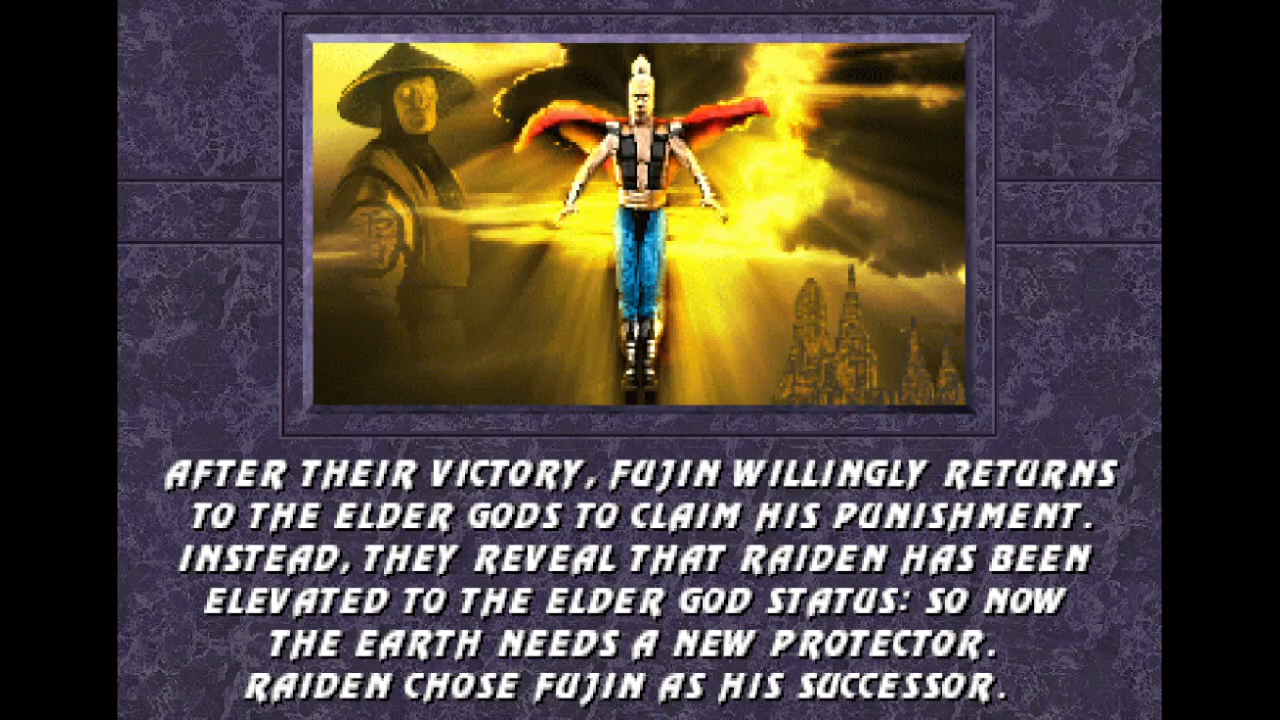 AFTER THEIR VICTORY, FUJIN WILLINGLY RETURNS
TO THE ELDER GODS TO CLAIM HIS PUNISHMENT.
INSTEAD, THEY REVEAL THAT RAIDEN HAS BEEN
ELEVATED TO THE ELDER GOD STATUS: SO NOW
THE EARTH NEEDS A NEW PROTECTOR.
RAIDEN CHOSE FUJIN AS HIS SUCCESSOR.